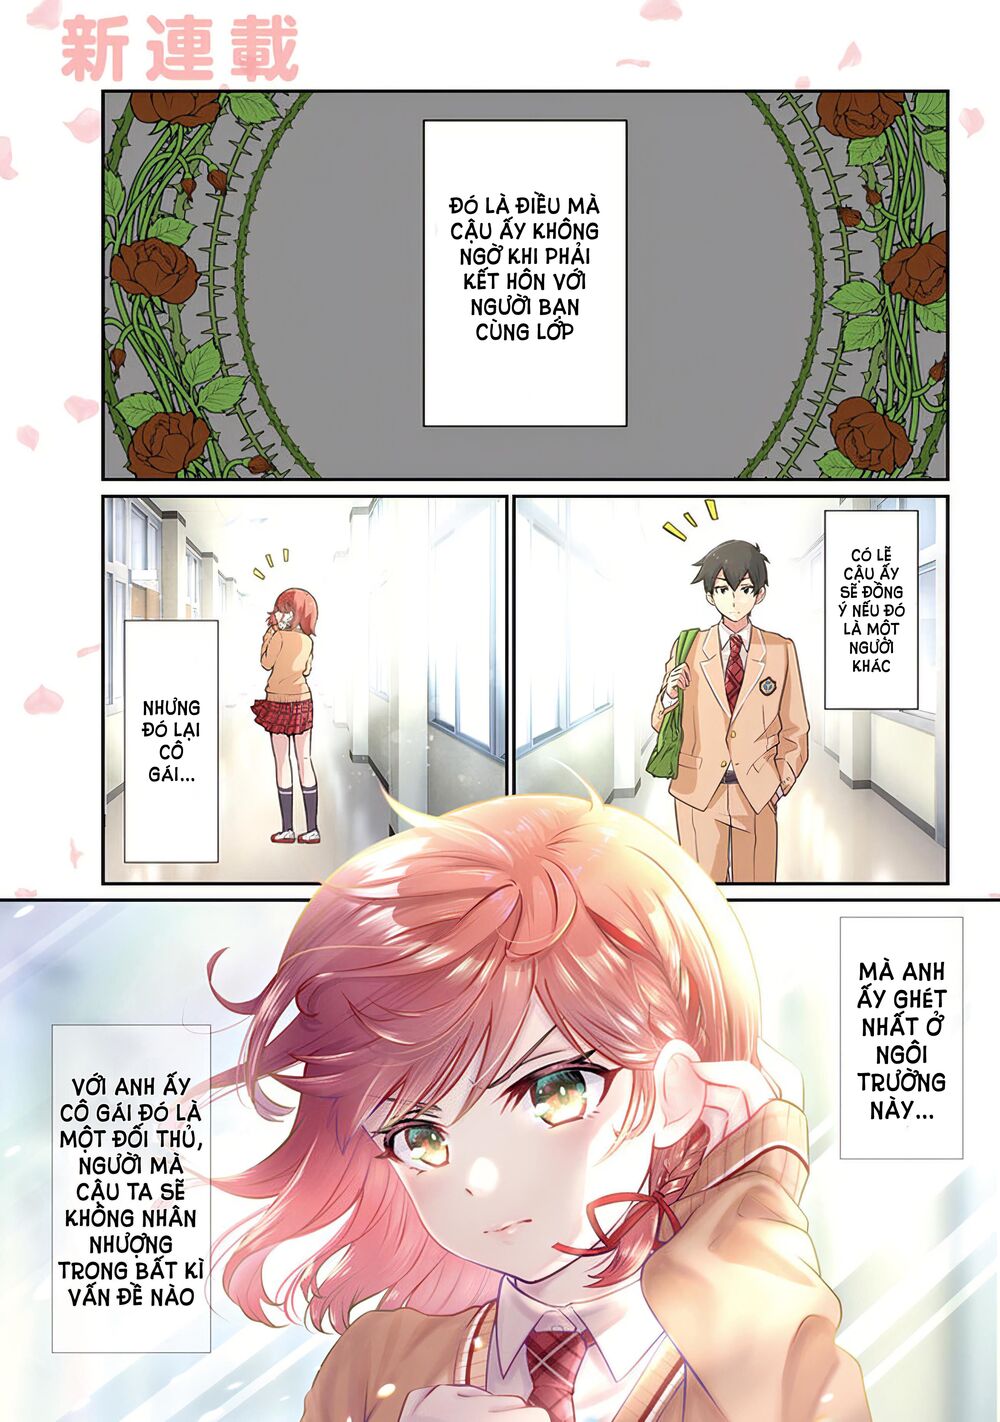 新連載
ĐÓ LÀ ĐIỀU MÀ
CẬU ẤY KHÔNG
NGỜ KHI PHẢI
KẾT HÔN VỚI
NGƯỜI BẠN
CÙNG LỚP
CÓ LẼ
CẬU ẤY
SẼ ĐỒNG
Ý NẾU ĐÓ
LÀ MỘT
NGƯỜI
KHÁC
NHƯNG
ĐÓ LẠI
CÔ
GÁI...
MÀ ANH
ẤY GHÉT
NHẤT Ở
NGÔI
TRƯỜNG
NÀY...
VỚI ANH ẤY
CÔ GÁI ĐÓ LÀ
MỘT ĐỐI THỦ,
NGƯỜI MÀ
CẬU TA SẼ
KHÔNG NHÂN
NHƯỢNG
TRONG BẤT KÌ
VẤN ĐỀ NÀO